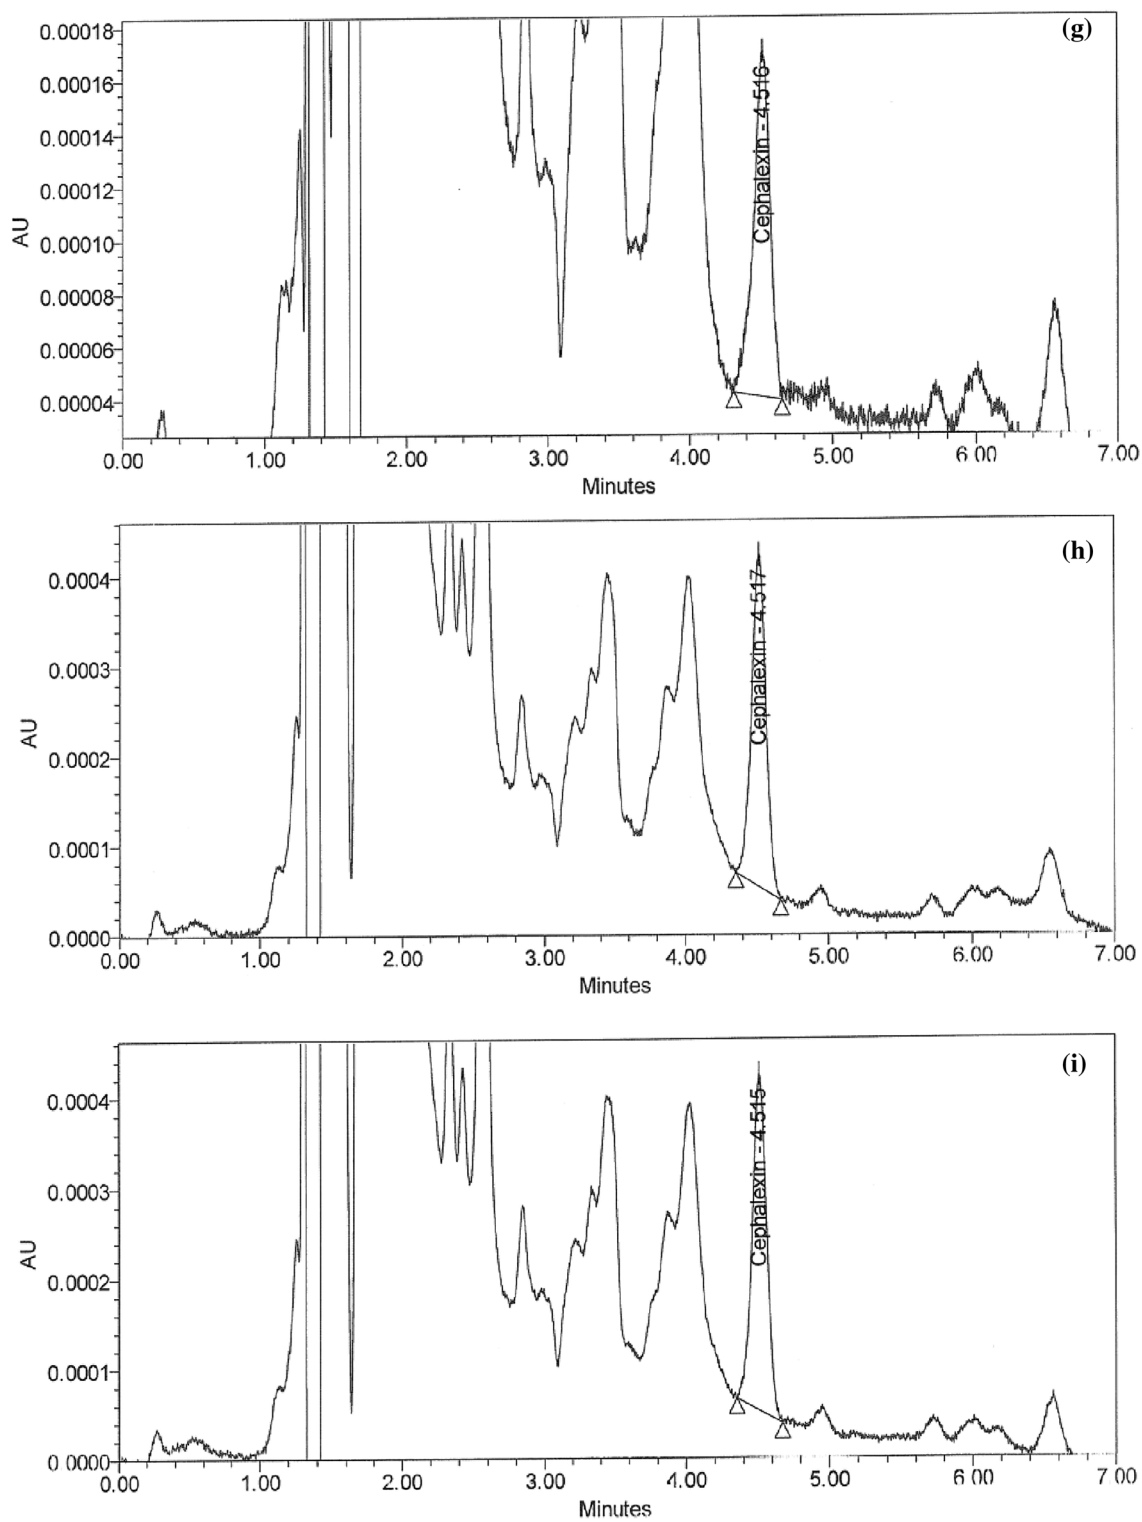 (g)
0.00018
0.00016
0.00014
0.00012
0.00010
0.00008
0.00006
0.00004
AU
Cephalexin - 4.516
0.00 1.00 2.00 3.00 4.00 5.00 6.00 7.00
Minutes
(h)
0.0004
0.0003
0.0002
0.0001
0.0000
AU
Cephalexin - 4.517
0.00 1.00 2.00 3.00 4.00 5.00 6.00 7.00
Minutes
(i)
0.0004
0.0003
0.0002
0.0001
0.0000
AU
Cephalexin - 4.515
0.00 1.00 2.00 3.00 4.00 5.00 6.00 7.00
Minutes